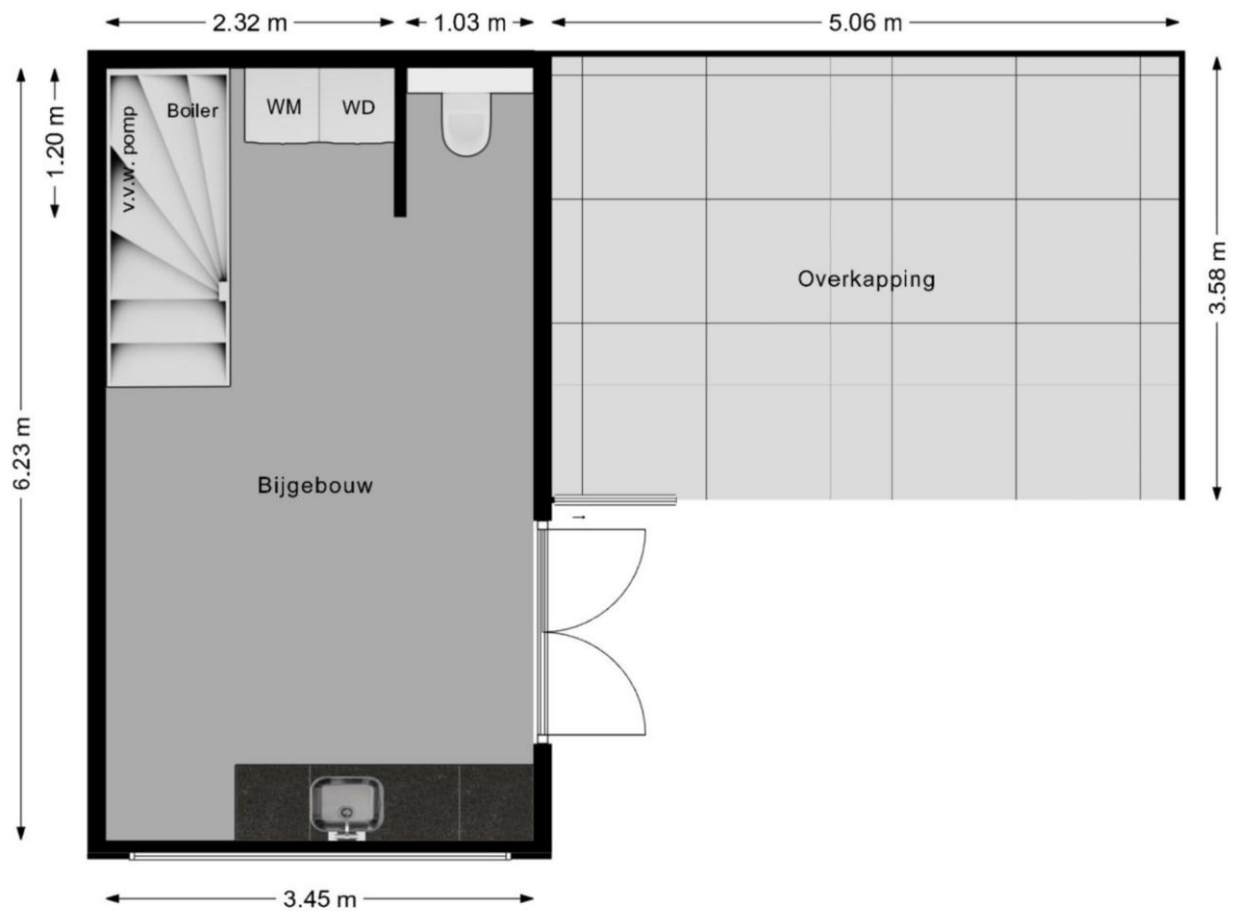 2.32 m
1.03 m
5.06 m
1.20 m
v.v.w. pomp
Boiler
WM
WD
Overkapping
3.58 m
6.23 m
Bijgebouw
3.45 m